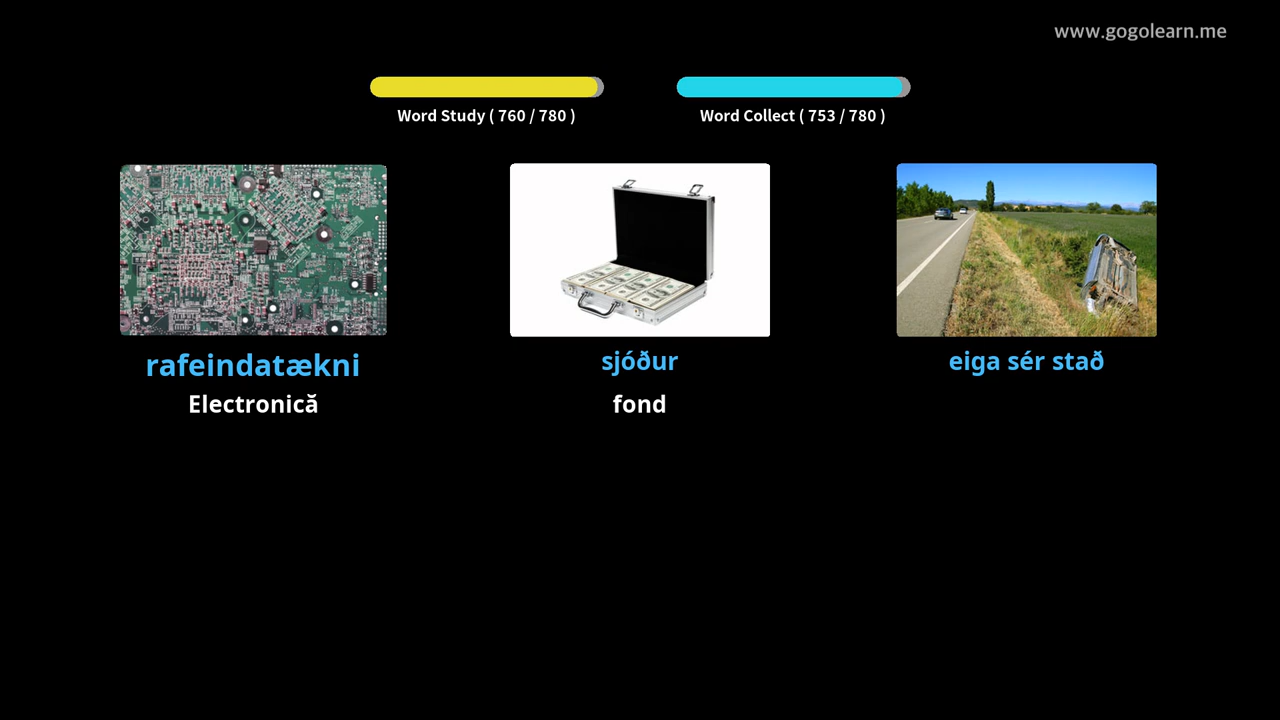 www.gogolearn.me
Word Study ( 760 / 780 )
Word Collect ( 753 / 780 )
rafeindatækni
sjóður
eiga sér stað
Electronică
fond